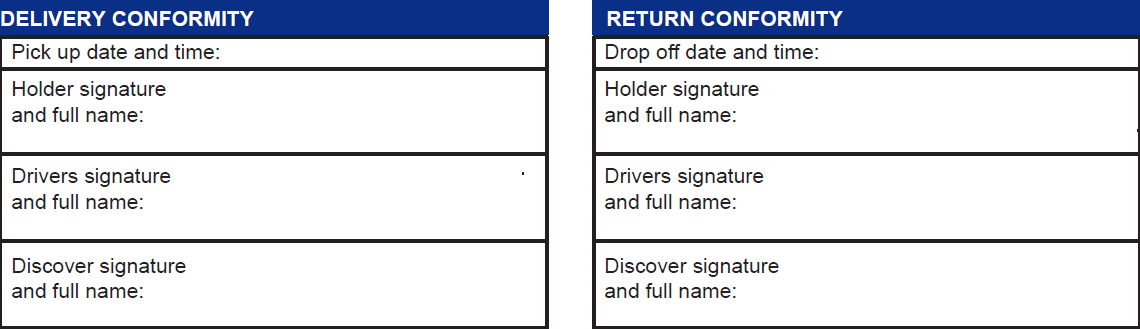 DELIVERY CONFORMITY
Pick up date and time:
Holder signature
and full name:
Drivers signature
and full name:
Discover signature
and full name:
RETURN CONFORMITY
Drop off date and time:
Holder signature
and full name:
Drivers signature
and full name:
Discover signature
and full name: